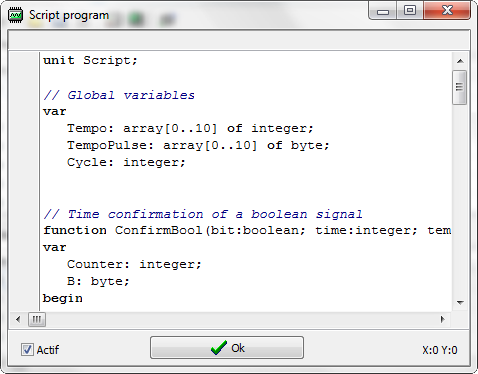 Script program
unit Script;
// Global variables
var
Tempo: array[0..10] of integer;
TempoPulse: array[0..10] of byte;
Cycle: integer;
// Time confirmation of a boolean signal
function ConfirmBool(bit:boolean; time:integer; tem
var
Counter: integer;
B: byte;
begin
Actif
Ok
X:0 Y:0